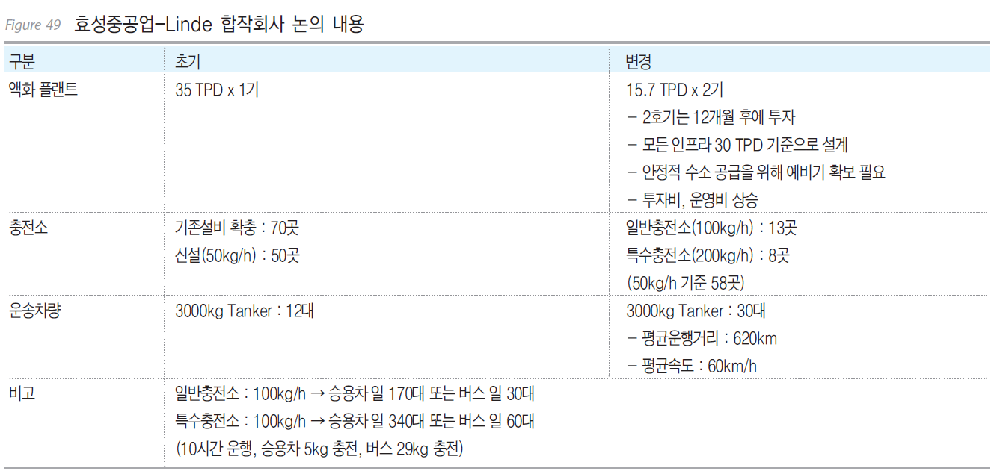 Figure 49 효성중공업-Linde 합작회사 논의 내용
구분 초기 변경
액화 플랜트 35 TPD x 1기 15.7 TPD x 2기
- 2호기는 12개월 후에 투자
- 모든 인프라 30 TPD 기준으로 설계
- 안정적 수소 공급을 위해 예비기 확보 필요
- 투자비, 운영비 상승
충전소 기존설비 확충 : 70곳 일반충전소(100kg/h) : 13곳
신설(50kg/h) : 50곳 특수충전소(200kg/h) : 8곳
(50kg/h 기준 58곳)
운송차량 3000kg Tanker : 12대 3000kg Tanker : 30대
- 평균운행거리 : 620km
- 평균속도 : 60km/h
비고 일반충전소 : 100kg/h → 승용차 일 170대 또는 버스 일 30대
특수충전소 : 100kg/h → 승용차 일 340대 또는 버스 일 60대
(10시간 운행, 승용차 5kg 충전, 버스 29kg 충전)